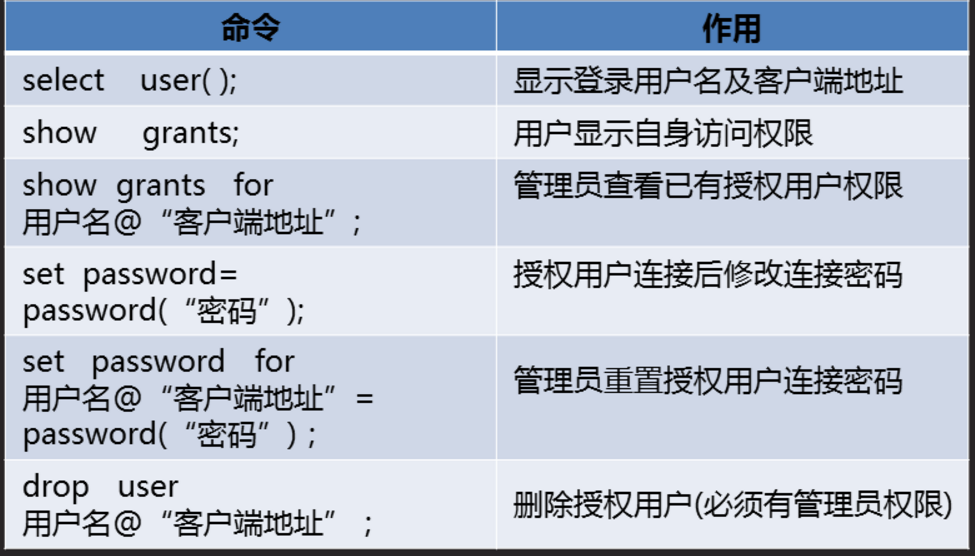 命令 作用
select user( ); 显示登录用户名及客户端地址
show grants; 用户显示自身访问权限
show grants for 管理员查看已有授权用户权限
用户名@“客户端地址”;
set password= 授权用户连接后修改连接密码
password(“密码”);
set password for
用户名@“客户端地址”= 管理员重置授权用户连接密码
password(“密码”) ;
drop user
用户名@“客户端地址” ; 删除授权用户(必须有管理员权限)